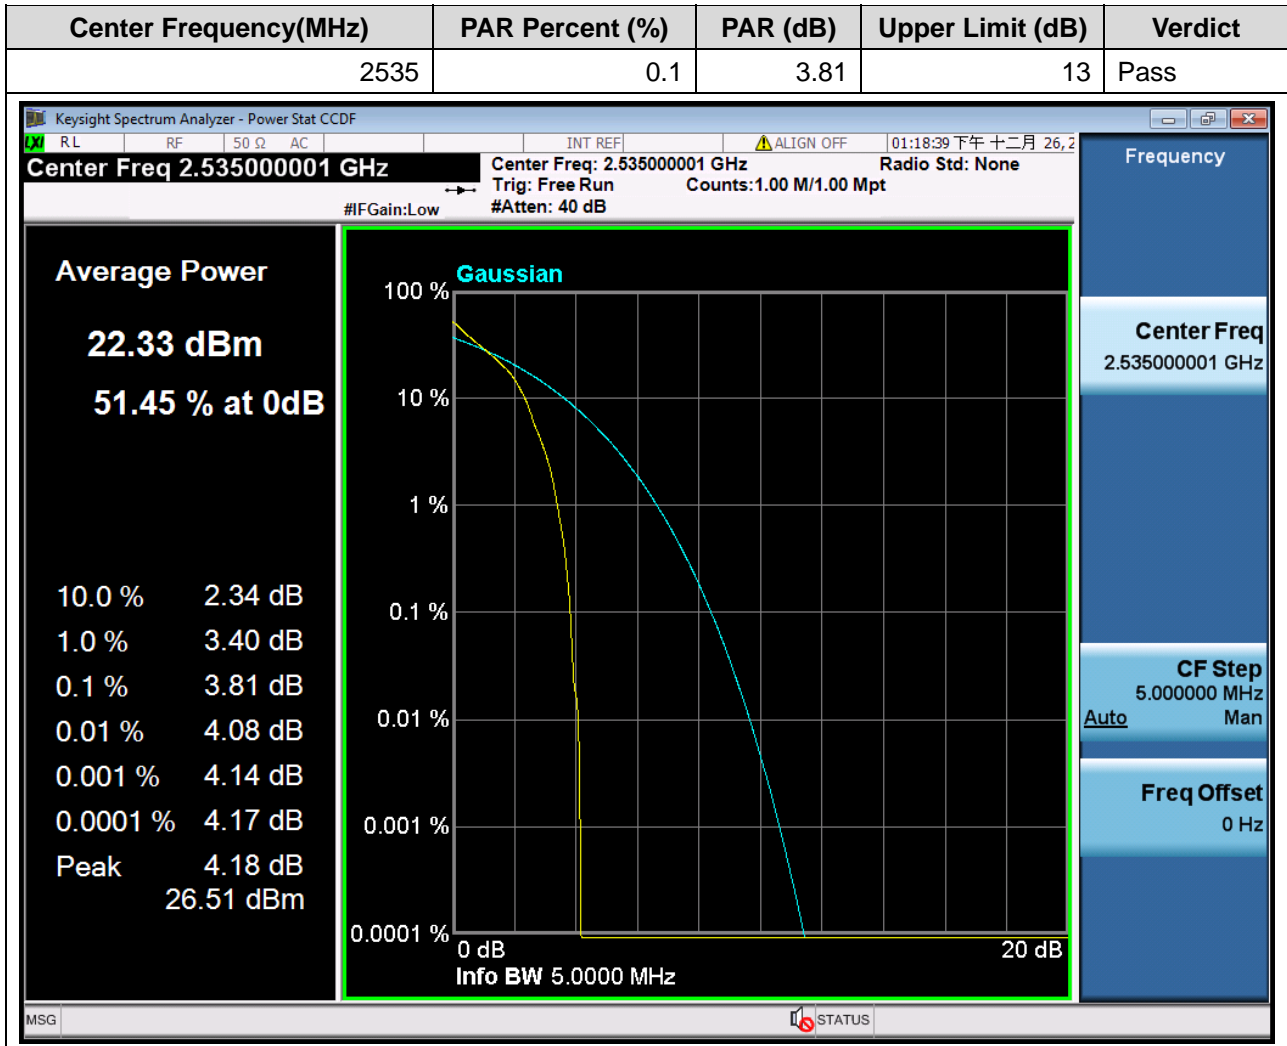 Center Frequency(MHz) PAR Percent (%) PAR (dB) Upper Limit (dB) Verdict
2535 0.1 3.81 13 Pass
Keysight Spectrum Analyzer - Power Stat CCDF
LXI RL RF 50 Ω AC INT REF ALIGN OFF 01:18:39 下午 十二月 26, 2
Center Freq 2.535000001 GHz
Center Freq: 2.535000001 GHz Radio Std: None
Trig: Free Run Counts:1.00 M/1.00 Mpt
#IFGain:Low #Atten: 40 dB
Average Power
22.33 dBm
51.45 % at 0dB
10.0 % 2.34 dB
1.0 % 3.40 dB
0.1 % 3.81 dB
0.01 % 4.08 dB
0.001 % 4.14 dB
0.0001 % 4.17 dB
Peak 4.18 dB
26.51 dBm
Gaussian
100 %
10 %
1 %
0.1 %
0.01 %
0.001 %
0.0001 %
0 dB 20 dB
Info BW 5.0000 MHz
Frequency
Center Freq
2.535000001 GHz
CF Step
5.000000 MHz
Auto Man
Freq Offset
0 Hz
MSG STATUS